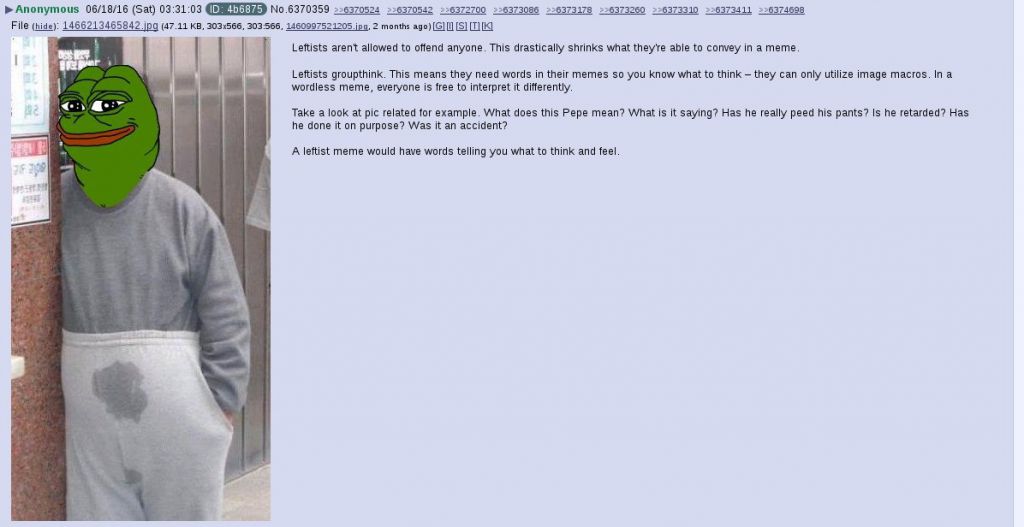 ▶ Anonymous 06/18/16 (Sat) 03:31:03 ID: 4b6875 No.6370359 >>6370524 >>6370542 >>6372700 >>6373086 >>6373178 >>6373260 >>6373310 >>6373411 >>6374698
File (hide): 1466213465842.jpg (47.11 KB, 303x566, 303:566, 1460997521205.jpg, 2 months ago) [G] [I] [S] [T] [K]
Leftists aren't allowed to offend anyone. This drastically shrinks what they're able to convey in a meme.
Leftists groupthink. This means they need words in their memes so you know what to think – they can only utilize image macros. In a
wordless meme, everyone is free to interpret it differently.
Take a look at pic related for example. What does this Pepe mean? What is it saying? Has he really peed his pants? Is he retarded? Has
he done it on purpose? Was it an accident?
A leftist meme would have words telling you what to think and feel.